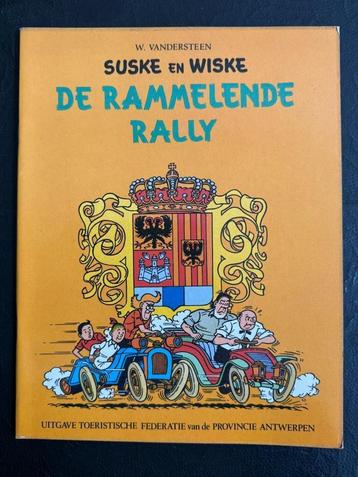 W. VANDERSTEEN
SUSKE EN WISKE
DE RAMMELENDE
RALLY
UITGAVE TOERISTISCHE FEDERATIE van de PROVINCIE ANTWERPEN